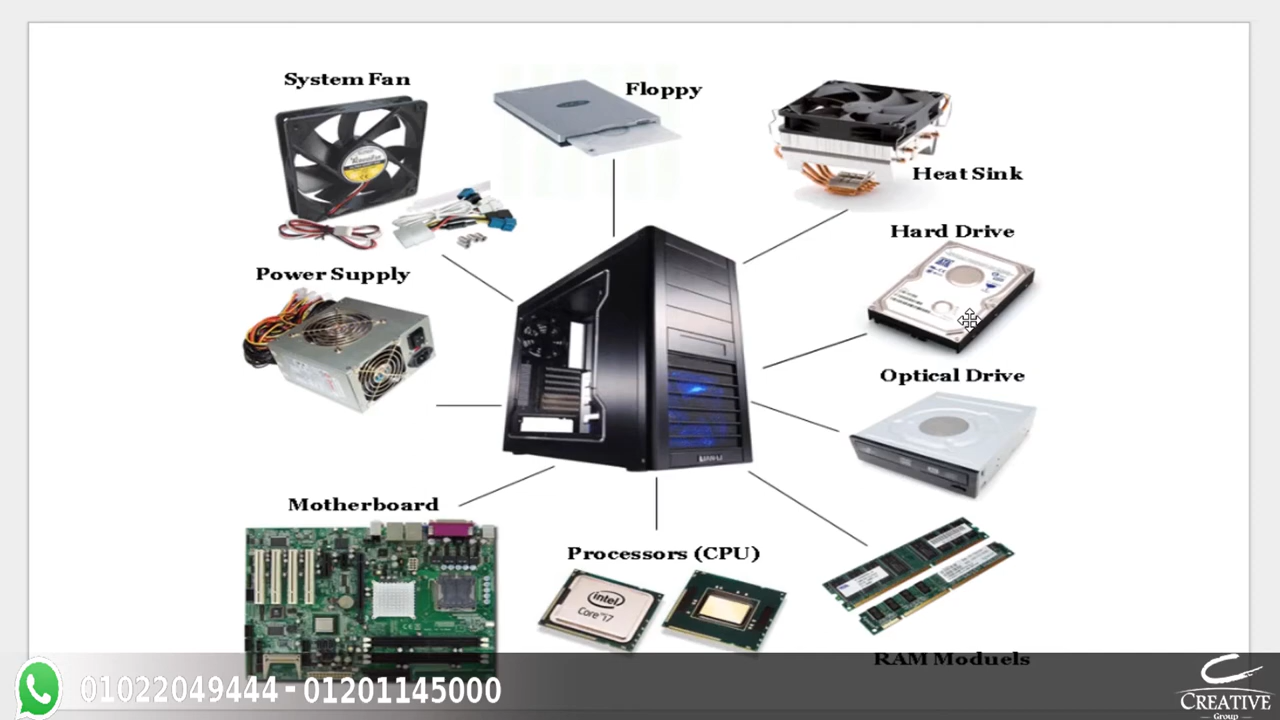 System Fan
Floppy
Heat Sink
Hard Drive
Power Supply
Optical Drive
Motherboard
Processors (CPU)
intel
Core i7
RAM Moduels
01022049444 - 01201145000
CREATIVE
Group